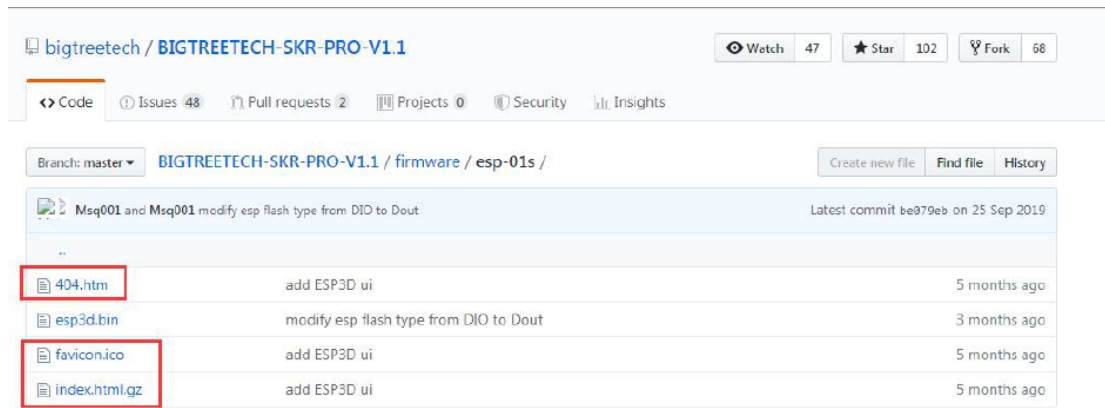 bigtreetech / BIGTREETECH-SKR-PRO-V1.1 Watch 47 Star 102 Fork 68
Code Issues 48 Pull requests 2 Projects 0 Security Insights
Branch: master BIGTREETECH-SKR-PRO-V1.1 / firmware / esp-01s / Create new file Find file History
Msq001 and Msq001 modify esp flash type from DIO to Dout Latest commit be079eb on 25 Sep 2019
..
404.htm add ESP3D ui 5 months ago
esp3d.bin modify esp flash type from DIO to Dout 3 months ago
favicon.ico add ESP3D ui 5 months ago
index.html.gz add ESP3D ui 5 months ago